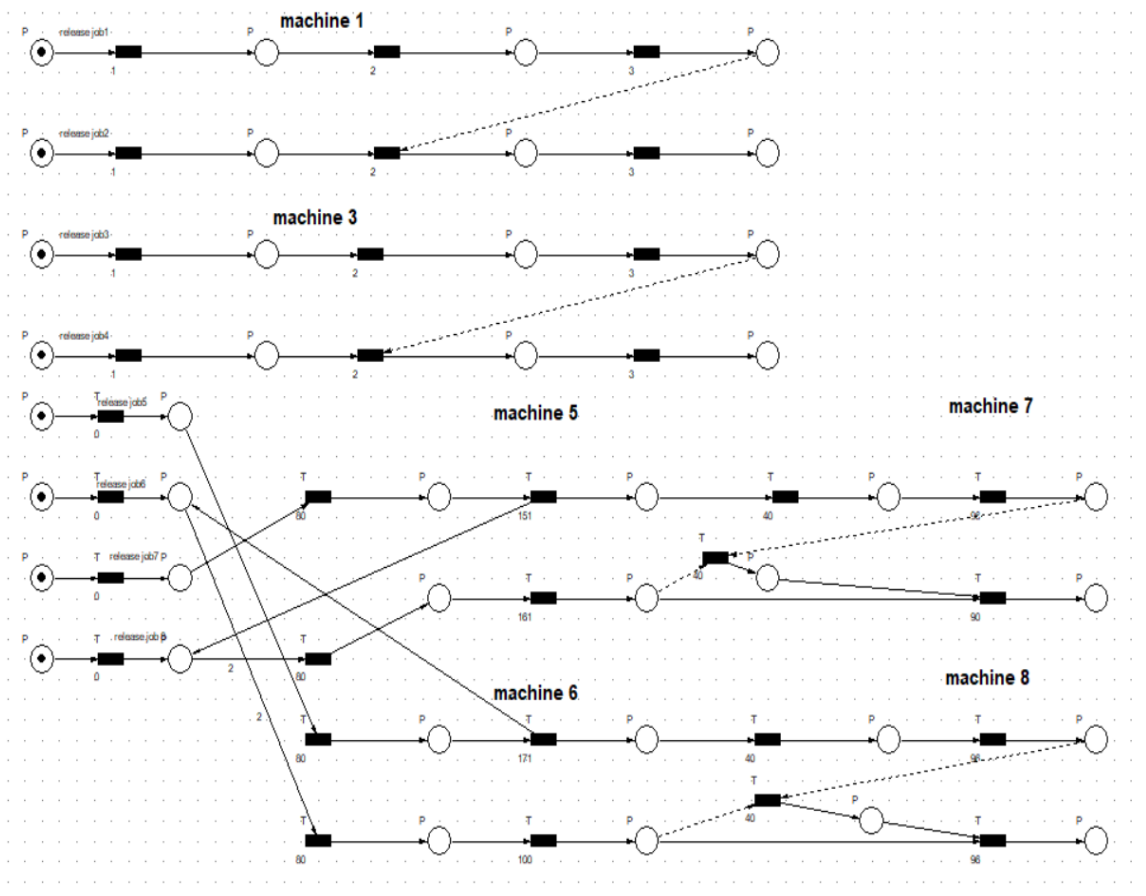 machine 1
P release job1 P P
1 2 3
P release job2 P P
1 2 3
machine 3
P release job3 P P
1 2 3
P release job4 P P
1 2 3
P T release job5 P machine 5 machine 7
0
P T release job6 P T P T P T P T P
0 80 151 40 96
P T release job7 P T P
0 40
P T P T P
161 90
P T release job 8 T
0 2 80
machine 6 machine 8
2 T P T P T P T P
80 171 40 96
T P
40
T P T P T P
80 100 96